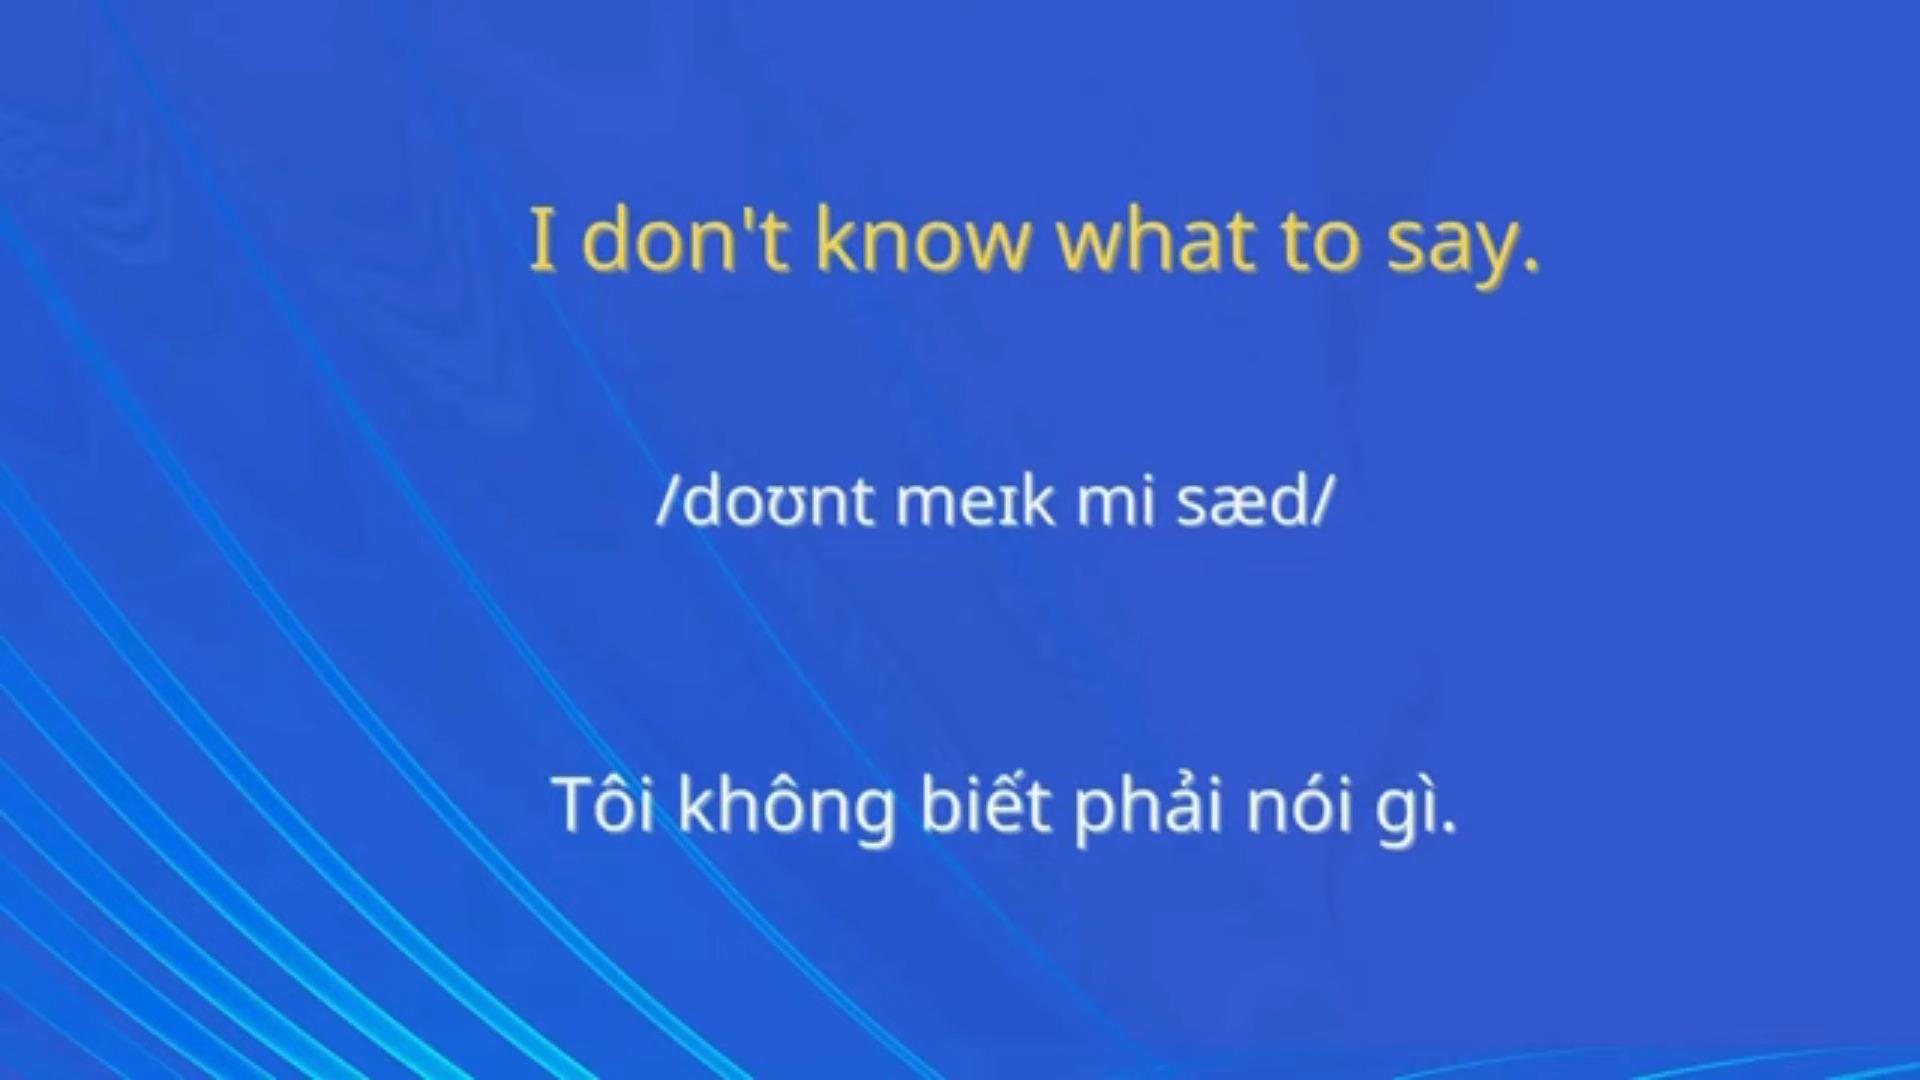 I don't know what to say.
/doʊnt meɪk mi sæd/
Tôi không biết phải nói gì.